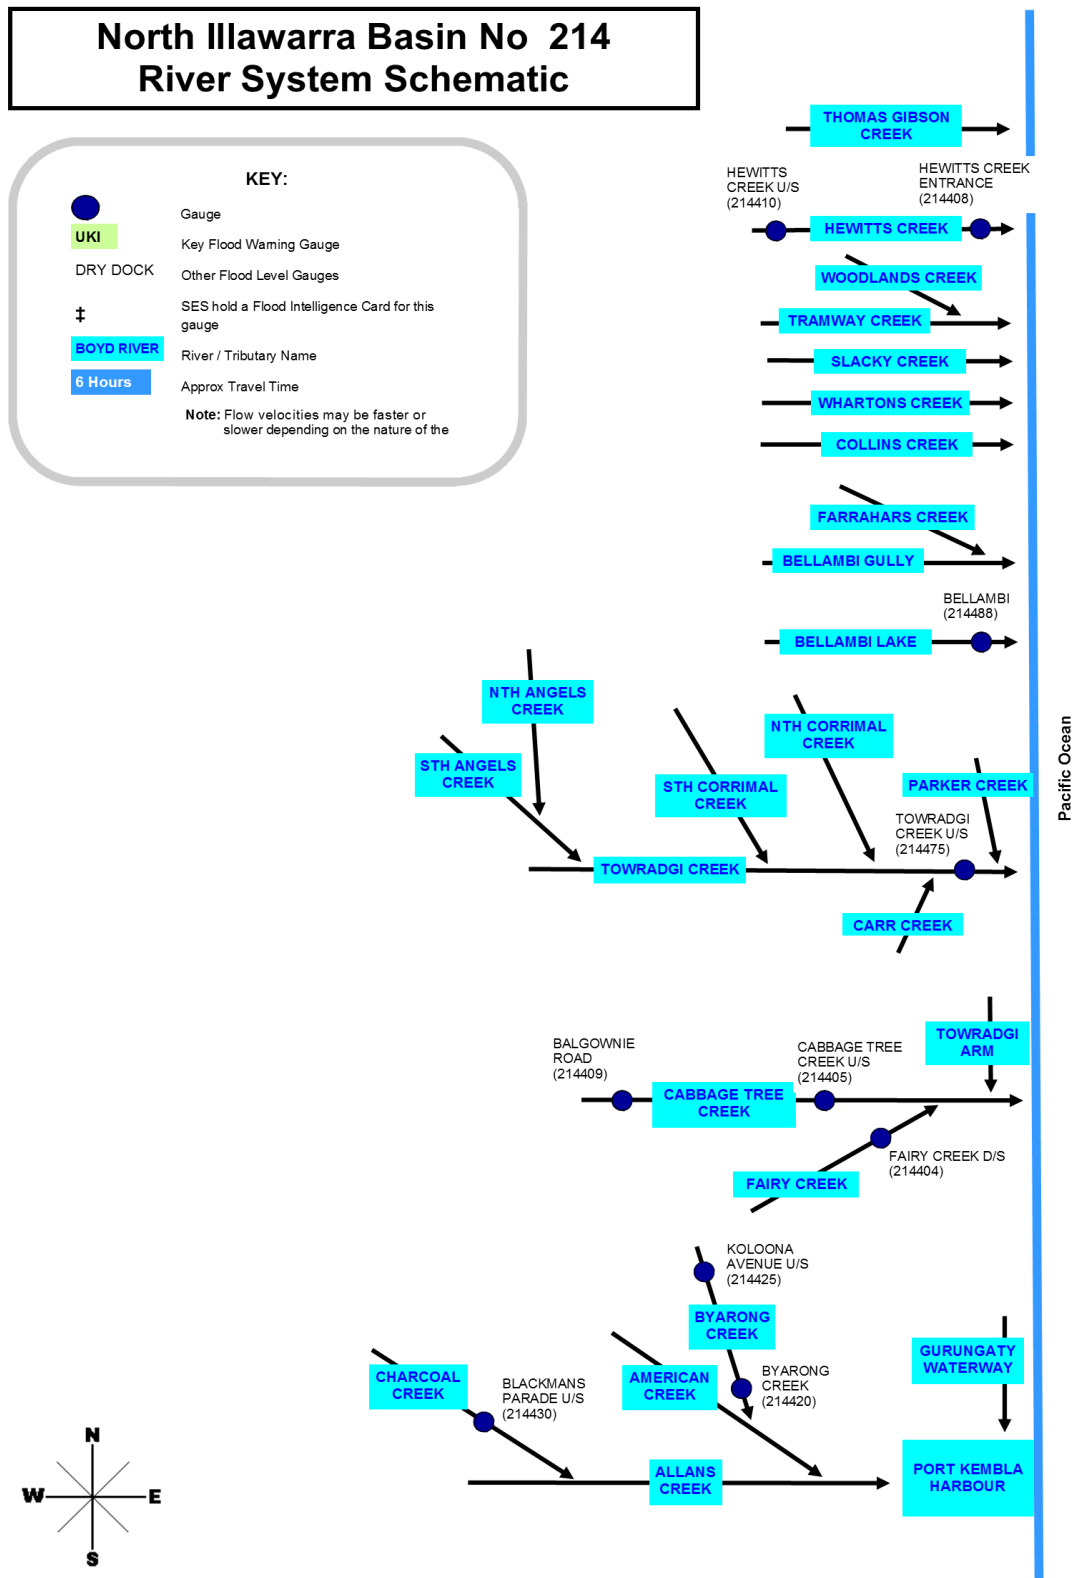 North Illawarra Basin No  214
River System Schematic
KEY:
Gauge
UKI
Key Flood Warning Gauge
DRY DOCK
Other Flood Level Gauges
‡
SES hold a Flood Intelligence Card for this
gauge
BOYD RIVER
River / Tributary Name
6 Hours
Approx Travel Time
Note: Flow velocities may be faster or
slower depending on the nature of the
THOMAS GIBSON
CREEK
HEWITTS
CREEK U/S
(214410)
HEWITTS CREEK
ENTRANCE
(214408)
HEWITTS CREEK
WOODLANDS CREEK
TRAMWAY CREEK
SLACKY CREEK
WHARTONS CREEK
COLLINS CREEK
FARRAHARS CREEK
BELLAMBI GULLY
BELLAMBI
(214488)
BELLAMBI LAKE
NTH ANGELS
CREEK
STH ANGELS
CREEK
NTH CORRIMAL
CREEK
STH CORRIMAL
CREEK
PARKER CREEK
TOWRADGI
CREEK U/S
(214475)
TOWRADGI CREEK
CARR CREEK
Pacific Ocean
TOWRADGI
ARM
BALGOWNIE
ROAD
(214409)
CABBAGE TREE
CREEK U/S
(214405)
CABBAGE TREE
CREEK
FAIRY CREEK D/S
(214404)
FAIRY CREEK
KOLOONA
AVENUE U/S
(214425)
BYARONG
CREEK
GURUNGATY
WATERWAY
CHARCOAL
CREEK
BLACKMANS
PARADE U/S
(214430)
AMERICAN
CREEK
BYARONG
CREEK
(214420)
ALLANS
CREEK
PORT KEMBLA
HARBOUR
N
W
E
S